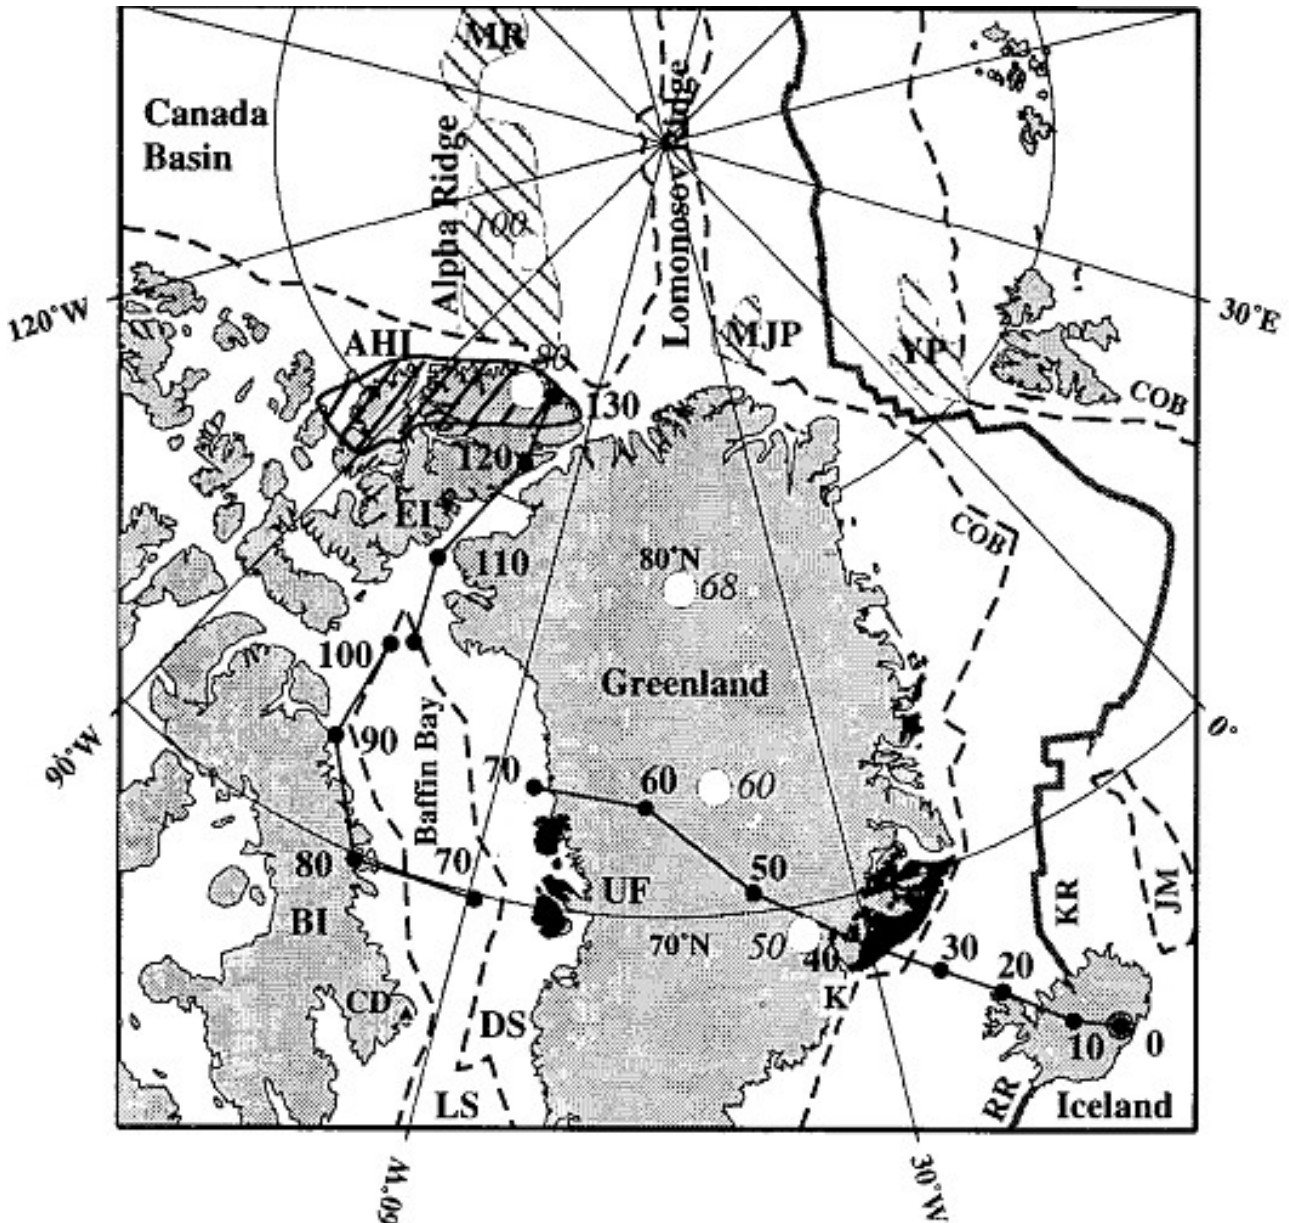 MR
Canada
Basin
Alpha Ridge
100
Lomonosov Ridge
120°W
30°E
AHI
80
MJP
YP
COB
130
120
EI
COB
110
80°N
68
100
Greenland
90
Baffin Bay
70
60
60
90°W
0°
80
70
50
UF
BI
70°N
50
40
30
20
KR
JM
CD
K
DS
10
0
LS
RR
Iceland
60°W
30°W